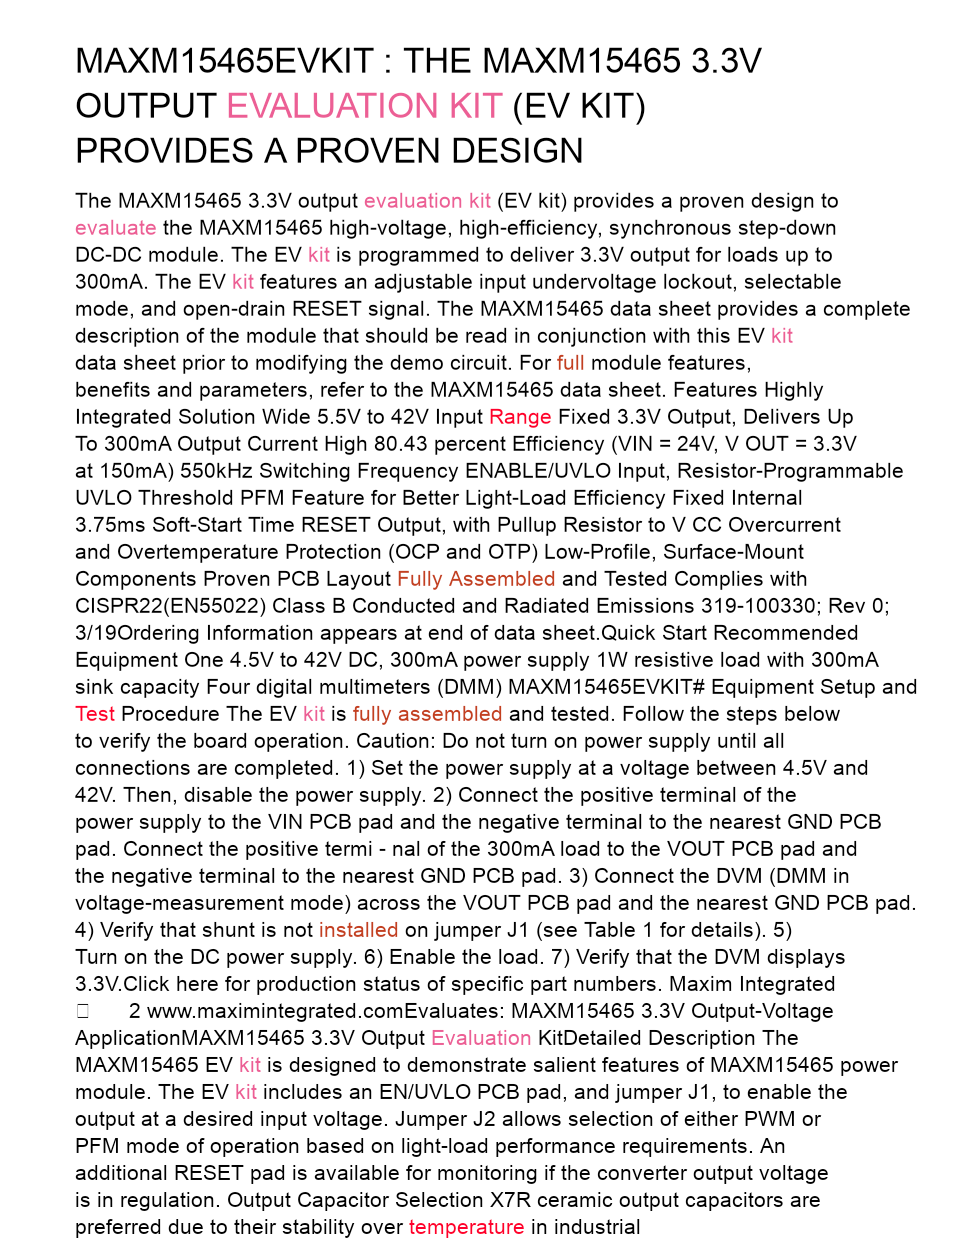 MAXM15465EVKIT : THE MAXM15465 3.3V
OUTPUT EVALUATION KIT (EV KIT)
PROVIDES A PROVEN DESIGN
The MAXM15465 3.3V output evaluation kit (EV kit) provides a proven design to
evaluate the MAXM15465 high-voltage, high-efficiency, synchronous step-down
DC-DC module. The EV kit is programmed to deliver 3.3V output for loads up to
300mA. The EV kit features an adjustable input undervoltage lockout, selectable
mode, and open-drain RESET signal. The MAXM15465 data sheet provides a complete
description of the module that should be read in conjunction with this EV kit
data sheet prior to modifying the demo circuit. For full module features,
benefits and parameters, refer to the MAXM15465 data sheet. Features Highly
Integrated Solution Wide 5.5V to 42V Input Range Fixed 3.3V Output, Delivers Up
To 300mA Output Current High 80.43 percent Efficiency (VIN = 24V, V OUT = 3.3V
at 150mA) 550kHz Switching Frequency ENABLE/UVLO Input, Resistor-Programmable
UVLO Threshold PFM Feature for Better Light-Load Efficiency Fixed Internal
3.75ms Soft-Start Time RESET Output, with Pullup Resistor to V CC Overcurrent
and Overtemperature Protection (OCP and OTP) Low-Profile, Surface-Mount
Components Proven PCB Layout Fully Assembled and Tested Complies with
CISPR22(EN55022) Class B Conducted and Radiated Emissions 319-100330; Rev 0;
3/19Ordering Information appears at end of data sheet.Quick Start Recommended
Equipment One 4.5V to 42V DC, 300mA power supply 1W resistive load with 300mA
sink capacity Four digital multimeters (DMM) MAXM15465EVKIT# Equipment Setup and
Test Procedure The EV kit is fully assembled and tested. Follow the steps below
to verify the board operation. Caution: Do not turn on power supply until all
connections are completed. 1) Set the power supply at a voltage between 4.5V and
42V. Then, disable the power supply. 2) Connect the positive terminal of the
power supply to the VIN PCB pad and the negative terminal to the nearest GND PCB
pad. Connect the positive termi - nal of the 300mA load to the VOUT PCB pad and
the negative terminal to the nearest GND PCB pad. 3) Connect the DVM (DMM in
voltage-measurement mode) across the VOUT PCB pad and the nearest GND PCB pad.
4) Verify that shunt is not installed on jumper J1 (see Table 1 for details). 5)
Turn on the DC power supply. 6) Enable the load. 7) Verify that the DVM displays
3.3V.Click here for production status of specific part numbers. Maxim Integrated
2 www.maximintegrated.comEvaluates: MAXM15465 3.3V Output-Voltage
ApplicationMAXM15465 3.3V Output Evaluation KitDetailed Description The
MAXM15465 EV kit is designed to demonstrate salient features of MAXM15465 power
module. The EV kit includes an EN/UVLO PCB pad, and jumper J1, to enable the
output at a desired input voltage. Jumper J2 allows selection of either PWM or
PFM mode of operation based on light-load performance requirements. An
additional RESET pad is available for monitoring if the converter output voltage
is in regulation. Output Capacitor Selection X7R ceramic output capacitors are
preferred due to their stability over temperature in industrial